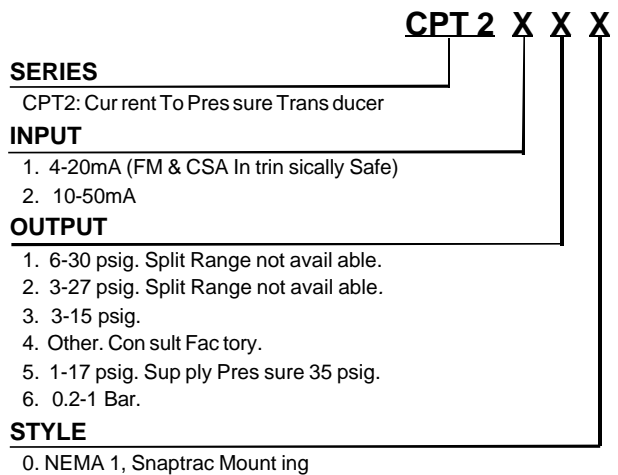 CPT 2 X X X
SERIES
CPT2: Cur rent To Pres sure Trans ducer
INPUT
1. 4-20mA (FM & CSA In trin sically Safe)
2. 10-50mA
OUTPUT
1. 6-30 psig. Split Range not avail able.
2. 3-27 psig. Split Range not avail able.
3. 3-15 psig.
4. Other. Con sult Fac tory.
5. 1-17 psig. Sup ply Pres sure 35 psig.
6. 0.2-1 Bar.
STYLE
0. NEMA 1, Snaptrac Mount ing